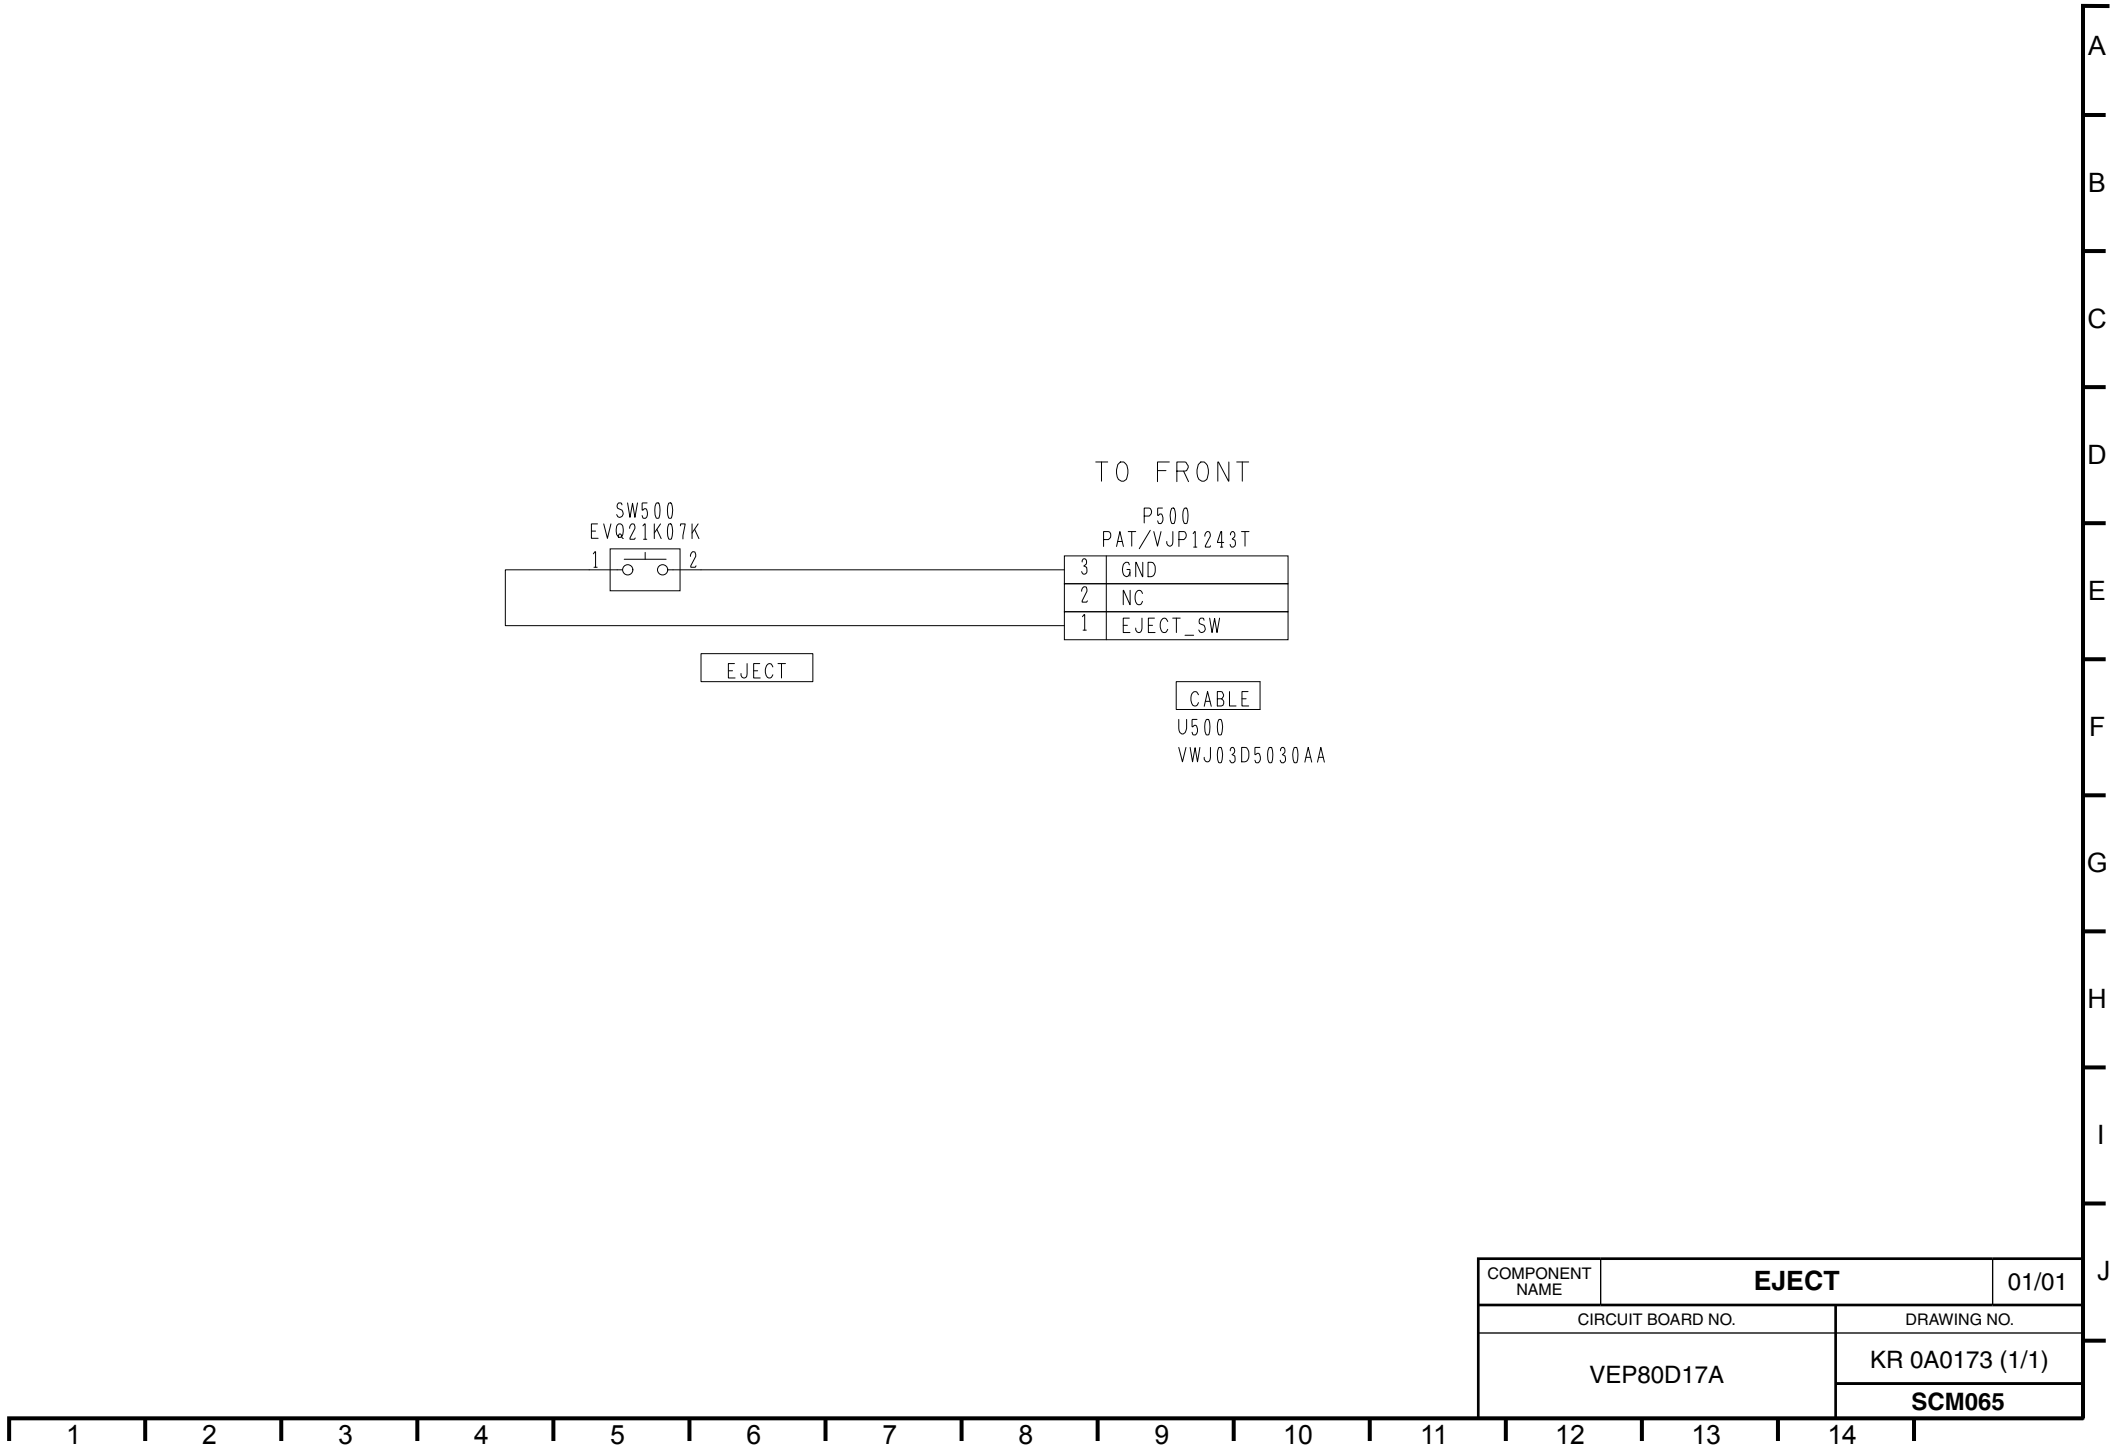 A
B
C
D
TO FRONT
SW500
EVQ21K07K
P500
PAT/VJP1243T
1 2
3 GND
2 NC
1 EJECT_SW
E
EJECT
CABLE
U500
VWJ03D5030AA
F
G
H
I
J
COMPONENT NAME EJECT 01/01
CIRCUIT BOARD NO. DRAWING NO.
VEP80D17A KR 0A0173 (1/1)
SCM065
1 2 3 4 5 6 7 8 9 10 11 12 13 14